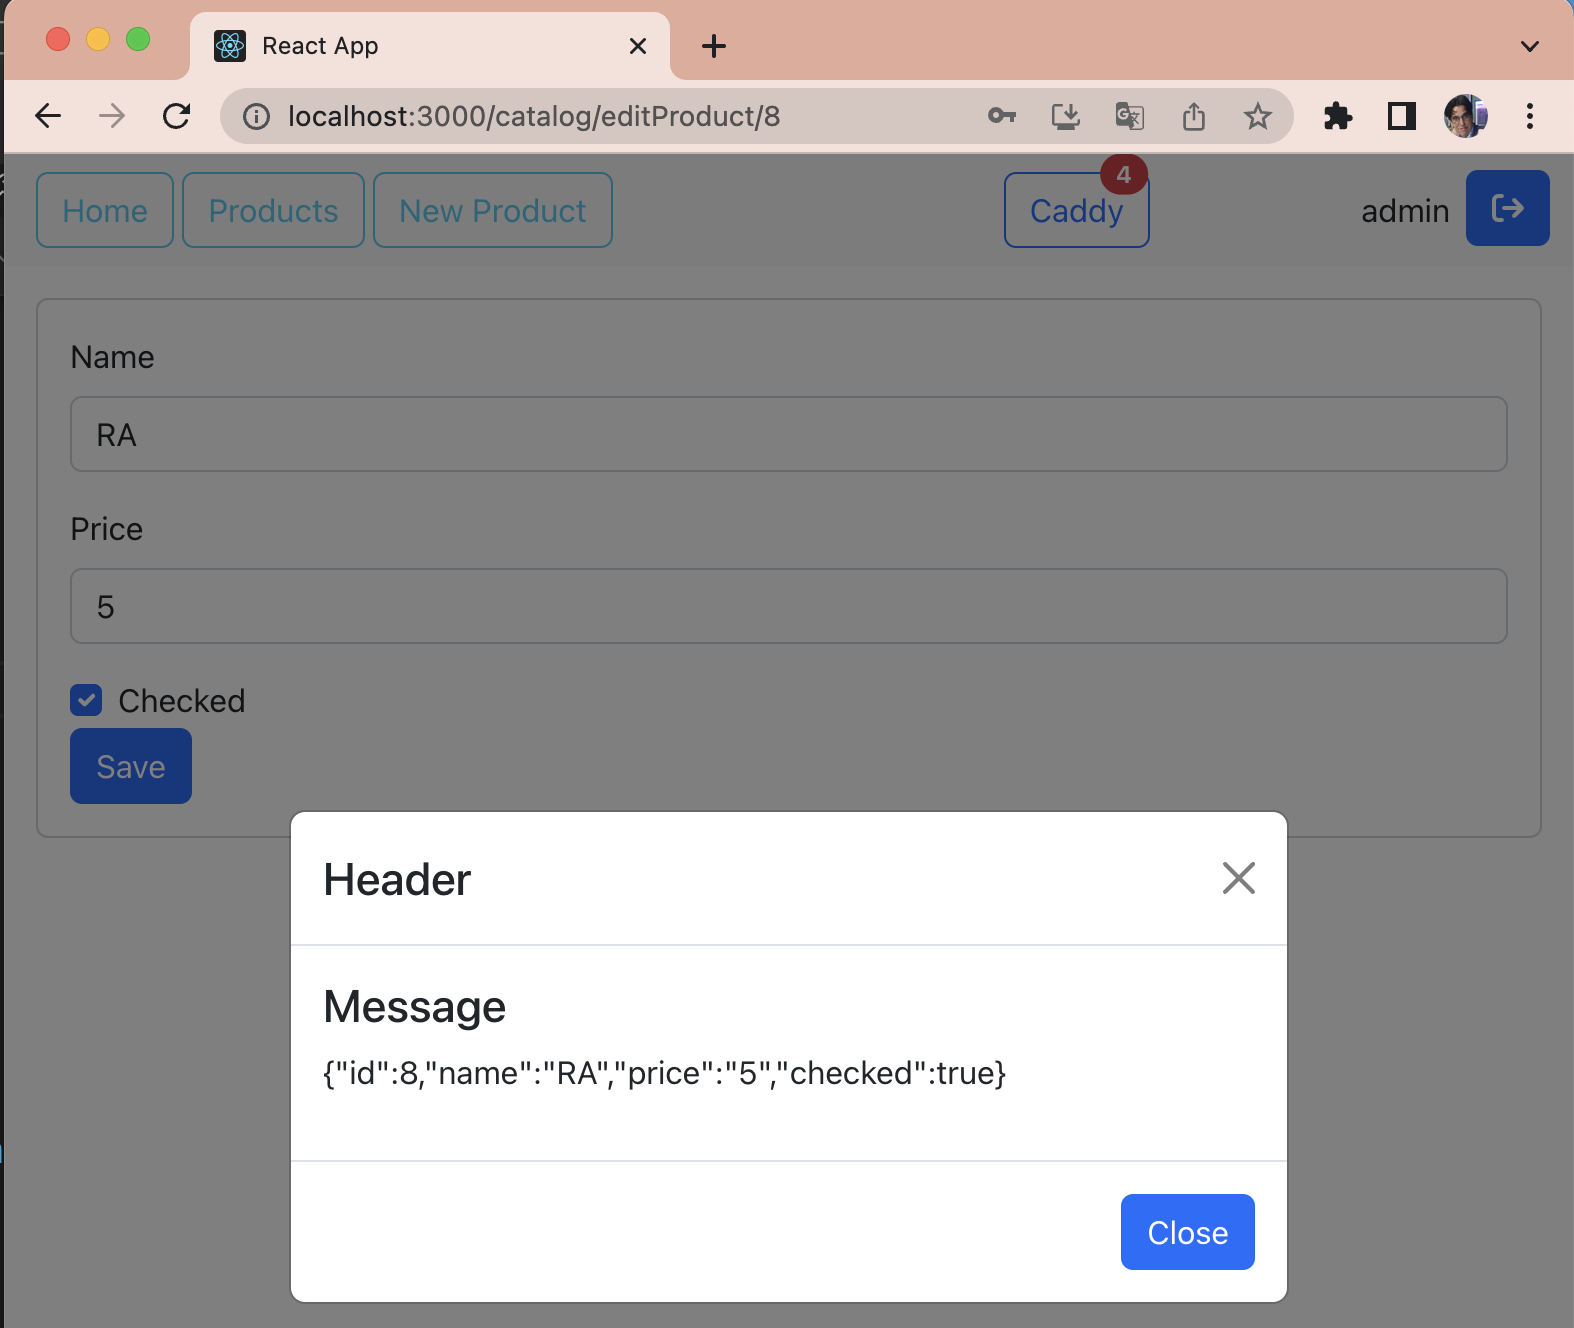 React App
localhost:3000/catalog/editProduct/8
Home Products New Product Caddy 4 admin
Name
RA
Price
5
Checked
Save
Header
Message
{"id":8,"name":"RA","price":"5","checked":true}
Close